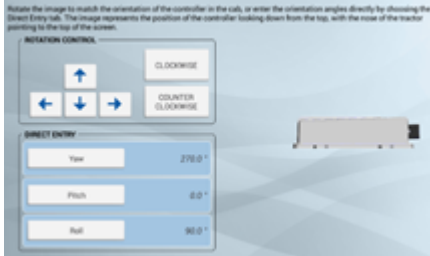 Rotate the image to match the orientation of the controller in the cab, or enter the orientation angles directly by choosing the
Direct Entry tab. The image represents the position of the controller looking down from the top, with the nose of the tractor
pointing to the top of the screen.
ROTATION CONTROL
CLOCKWISE
COUNTER
CLOCKWISE
DIRECT ENTRY
Yaw 270.0 °
Pitch 0.0 °
Roll 90.0 °